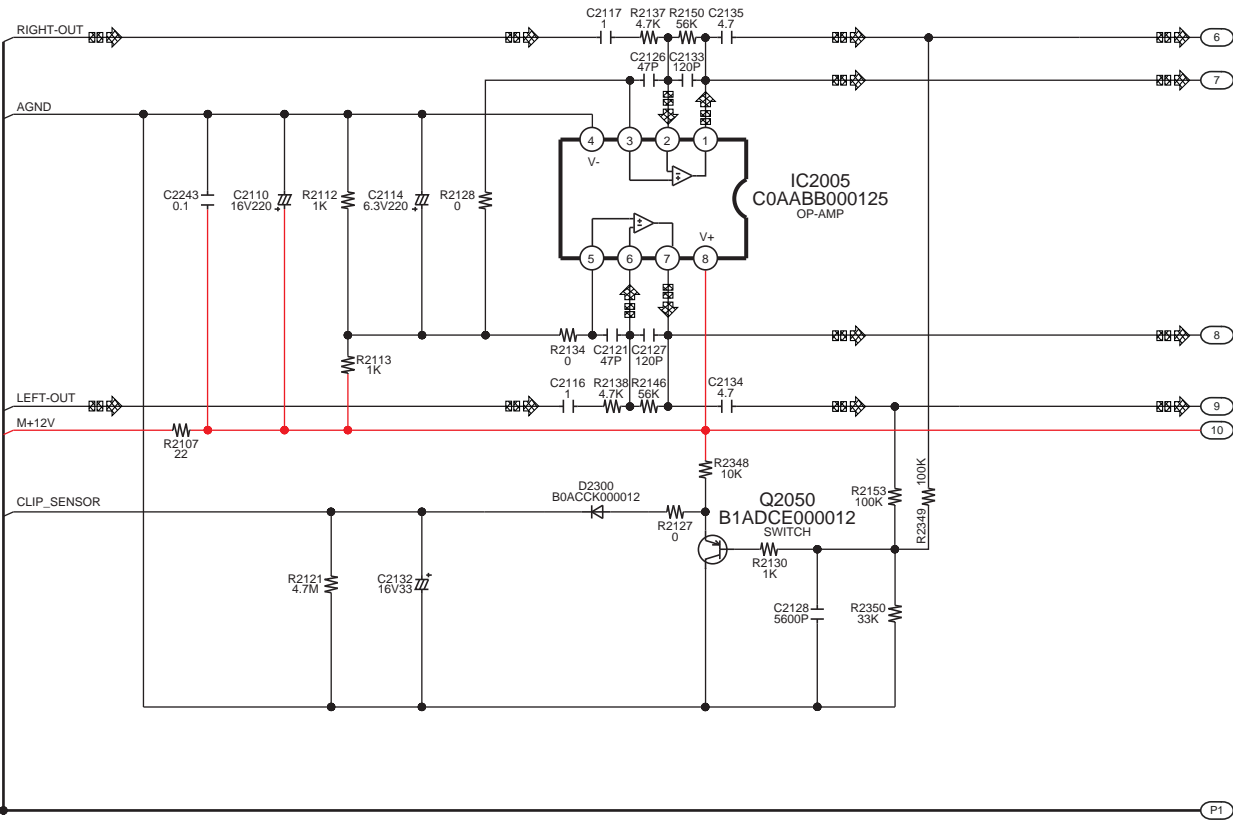 C2117 R2137 R2150 C2135
1 4.7K 56K 4.7
RIGHT-OUT
6
C2126 C2133
47P 120P
7
AGND
4 3 2 1
V-
IC2005
C0AABB000125
OP-AMP
C2243
0.1
C2110
16V220
+
R2112
1K
C2114
6.3V220
+
R2128
0
V+
5 6 7 8
8
R2134
0
C2121 C2127
47P 120P
R2113
1K
C2116 R2138 R2146 C2134
1 4.7K 56K 4.7
LEFT-OUT
9
M+12V
10
R2107
22
R2348
10K
D2300
B0ACCK000012
CLIP_SENSOR
R2127
0
Q2050
B1ADCE000012
SWITCH
R2153
100K
R2349 100K
R2130
1K
R2121
4.7M
C2132
16V33
+
C2128
5600P
R2350
33K
P1